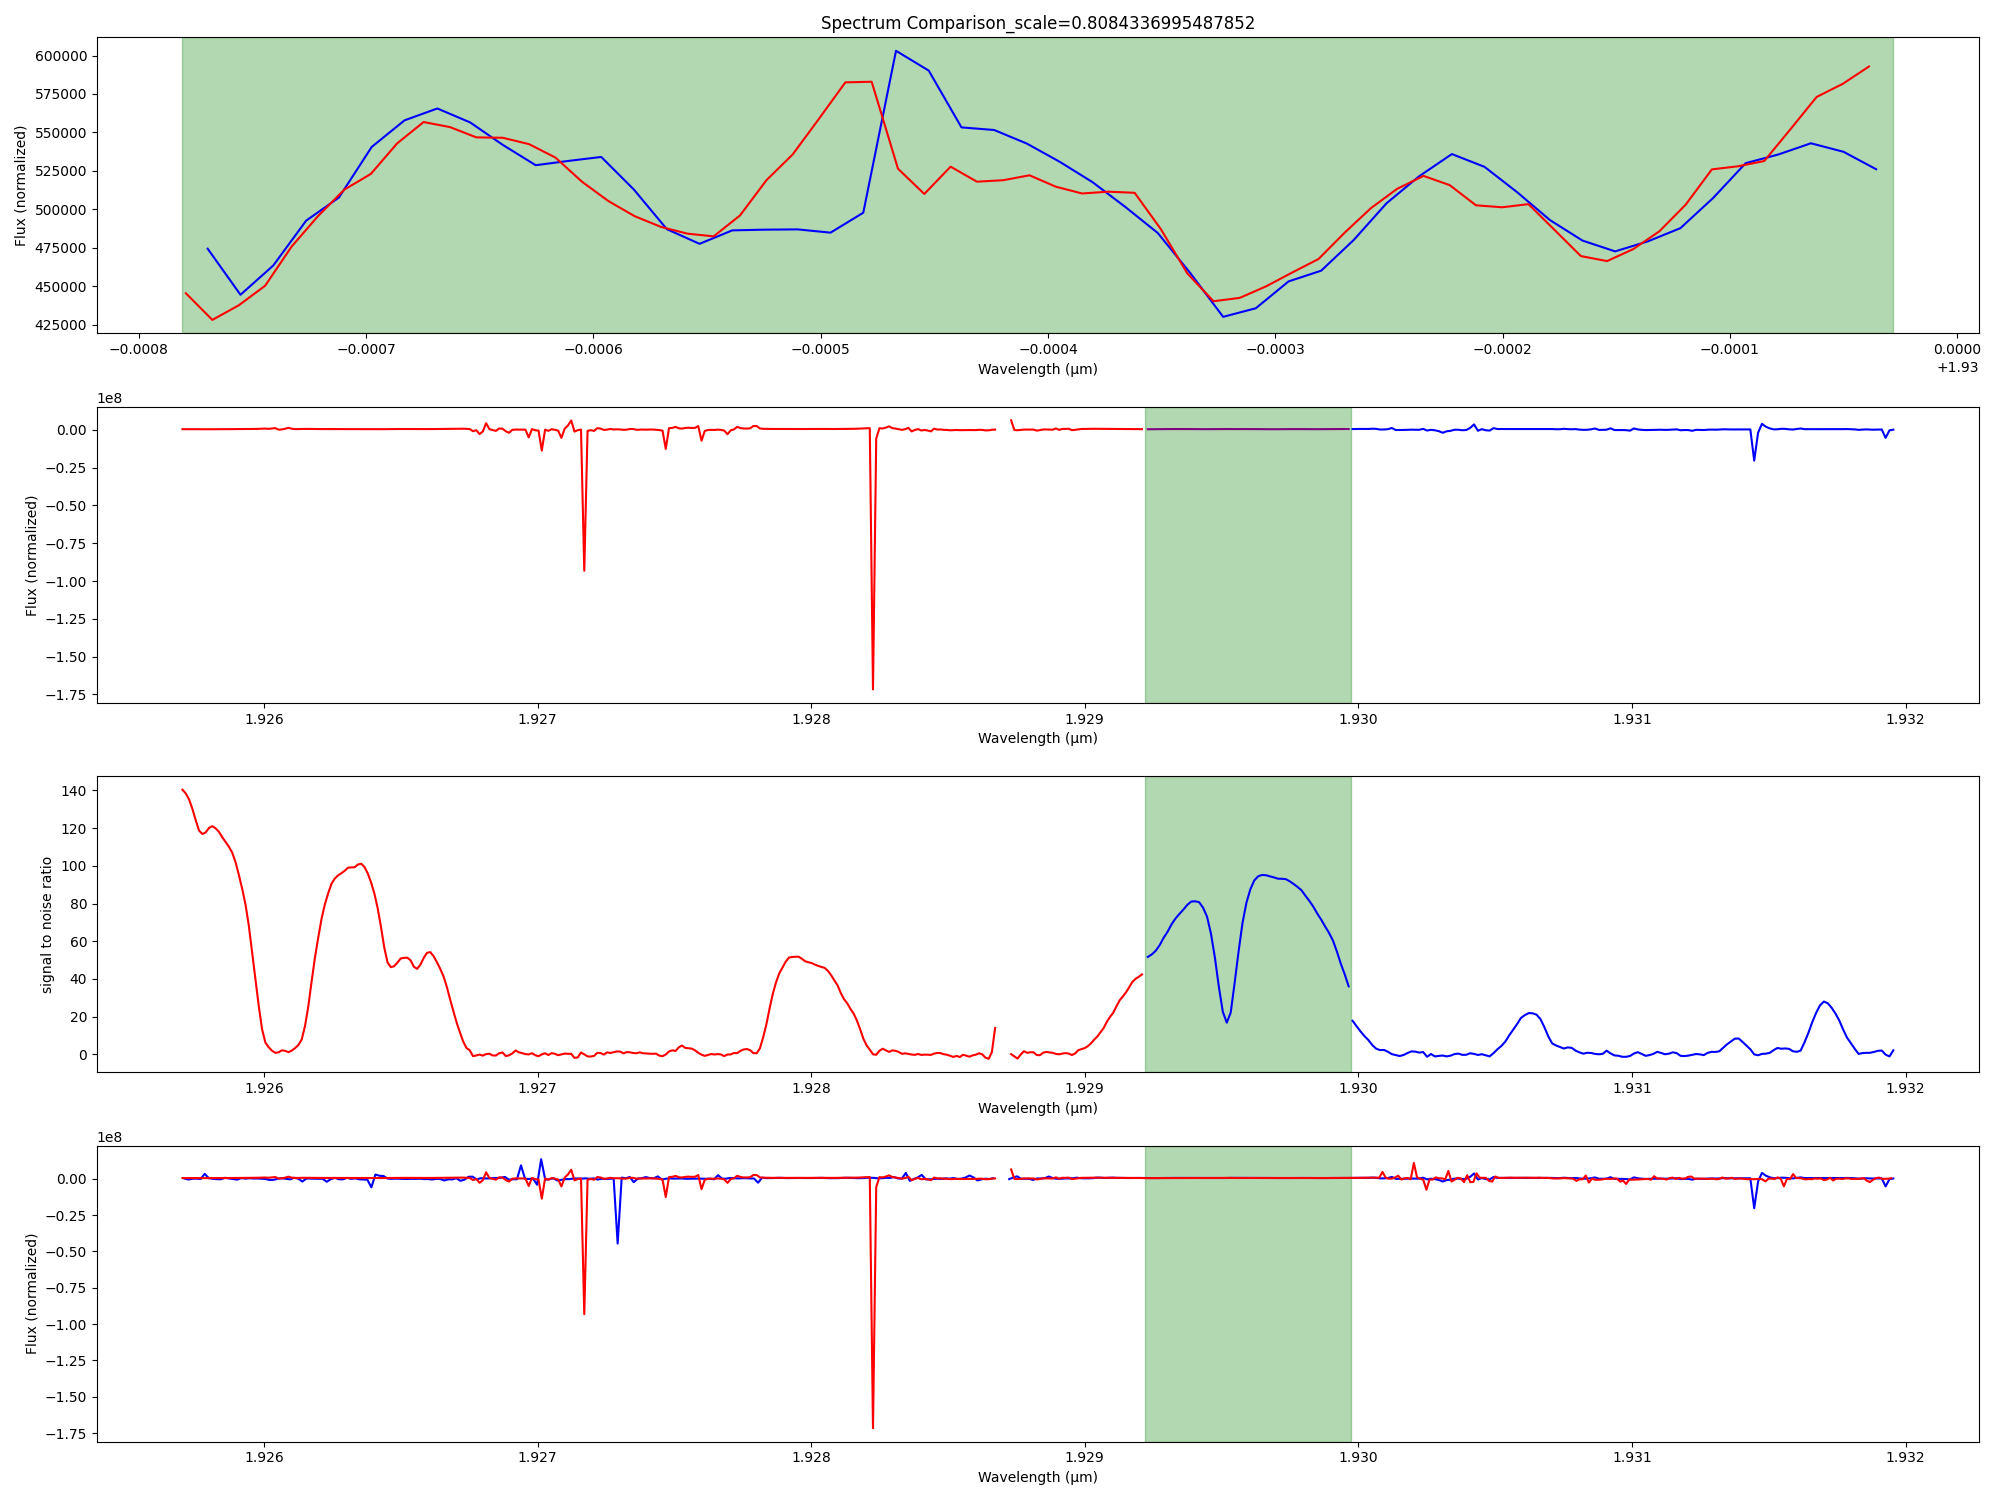 Spectrum Comparison_scale=0.8084336995487852
600000
575000
550000
525000
500000
475000
450000
425000
Flux (normalized)
−0.0008 −0.0007 −0.0006 −0.0005 −0.0004 −0.0003 −0.0002 −0.0001 0.0000
+1.93
Wavelength (μm)
1e8
0.00
−0.25
−0.50
−0.75
−1.00
−1.25
−1.50
−1.75
Flux (normalized)
1.926 1.927 1.928 1.929 1.930 1.931 1.932
Wavelength (μm)
140
120
100
80
60
40
20
0
signal to noise ratio
1.926 1.927 1.928 1.929 1.930 1.931 1.932
Wavelength (μm)
1e8
0.00
−0.25
−0.50
−0.75
−1.00
−1.25
−1.50
−1.75
Flux (normalized)
1.926 1.927 1.928 1.929 1.930 1.931 1.932
Wavelength (μm)